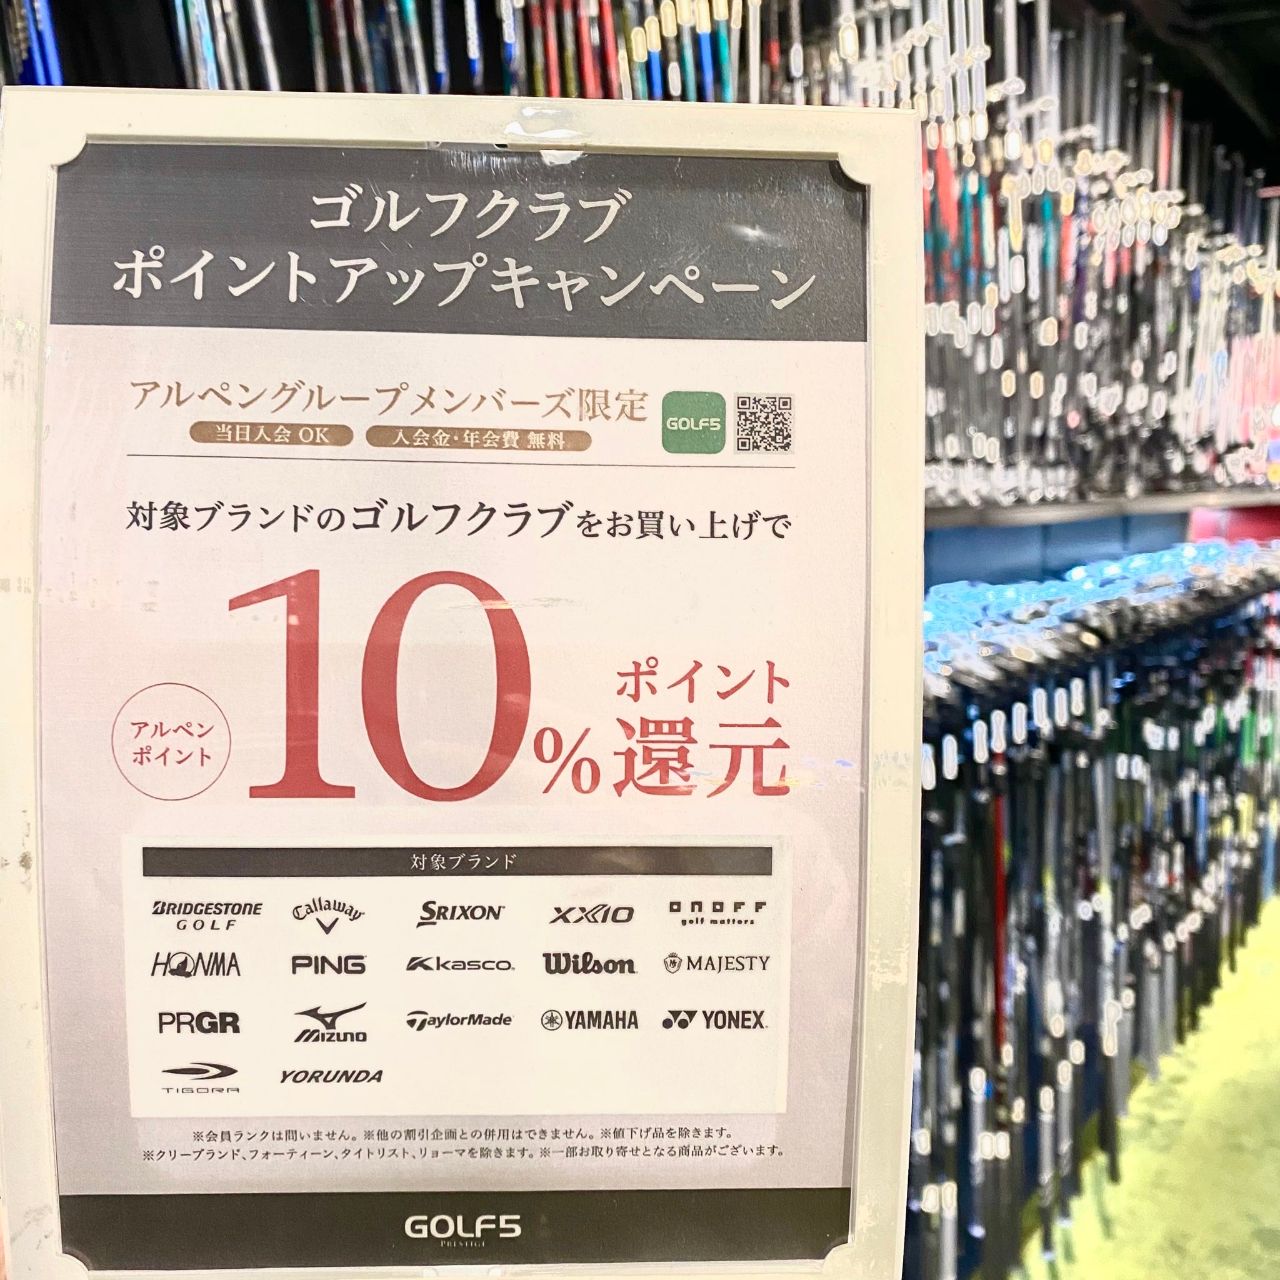 ゴルフクラブ
ポイントアップキャンペーン
アルペングループメンバーズ限定
当日入会 OK 入会金・年会費 無料
GOLF5
対象ブランドのゴルフクラブをお買い上げで
アルペン
ポイント
10%
ポイント
還元
対象ブランド
BRIDGESTONE GOLF Callaway SRIXON XXIO ONOFF golf matters
HONMA PING Kasco Wilson MAJESTY
PRGR MIZUNO TaylorMade YAMAHA YONEX
TIGORA YORUNDA
※会員ランクは問いません。※他の割引企画との併用はできません。※値下げ品を除きます。
※クリーブランド、フォーティーン、タイトリスト、リョーマを除きます。※一部お取り寄せとなる商品がございます。
GOLF5
PRESTIGE